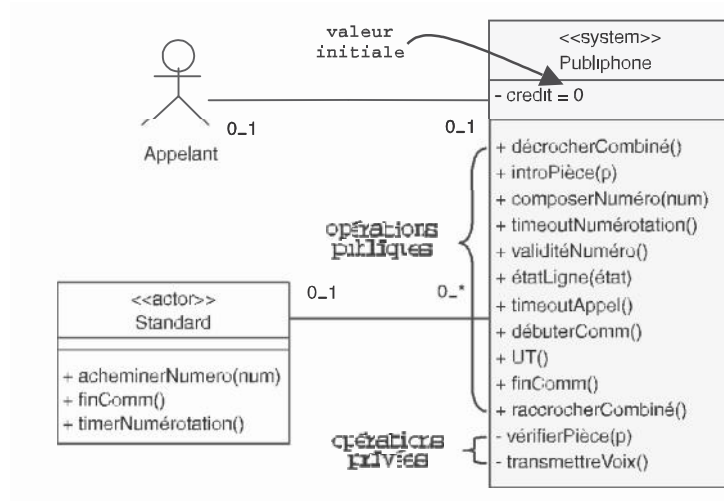 valeur
initiale
<<system>>
Publiphone
- credit = 0
0_1
0_1
Appelant
+ décrocherCombiné()
+ introPièce(p)
+ composerNuméro(num)
+ timeoutNumérotation()
+ validitéNuméro()
+ étatLigne(état)
+ timeoutAppel()
+ débuterComm()
+ UT()
+ finComm()
+ raccrocherCombiné()
- vérifierPièce(p)
- transmettreVoix()
opérations
publiques
0_1
0_*
<<actor>>
Standard
+ acheminerNumero(num)
+ finComm()
+ timerNumérotation()
opérations
privées